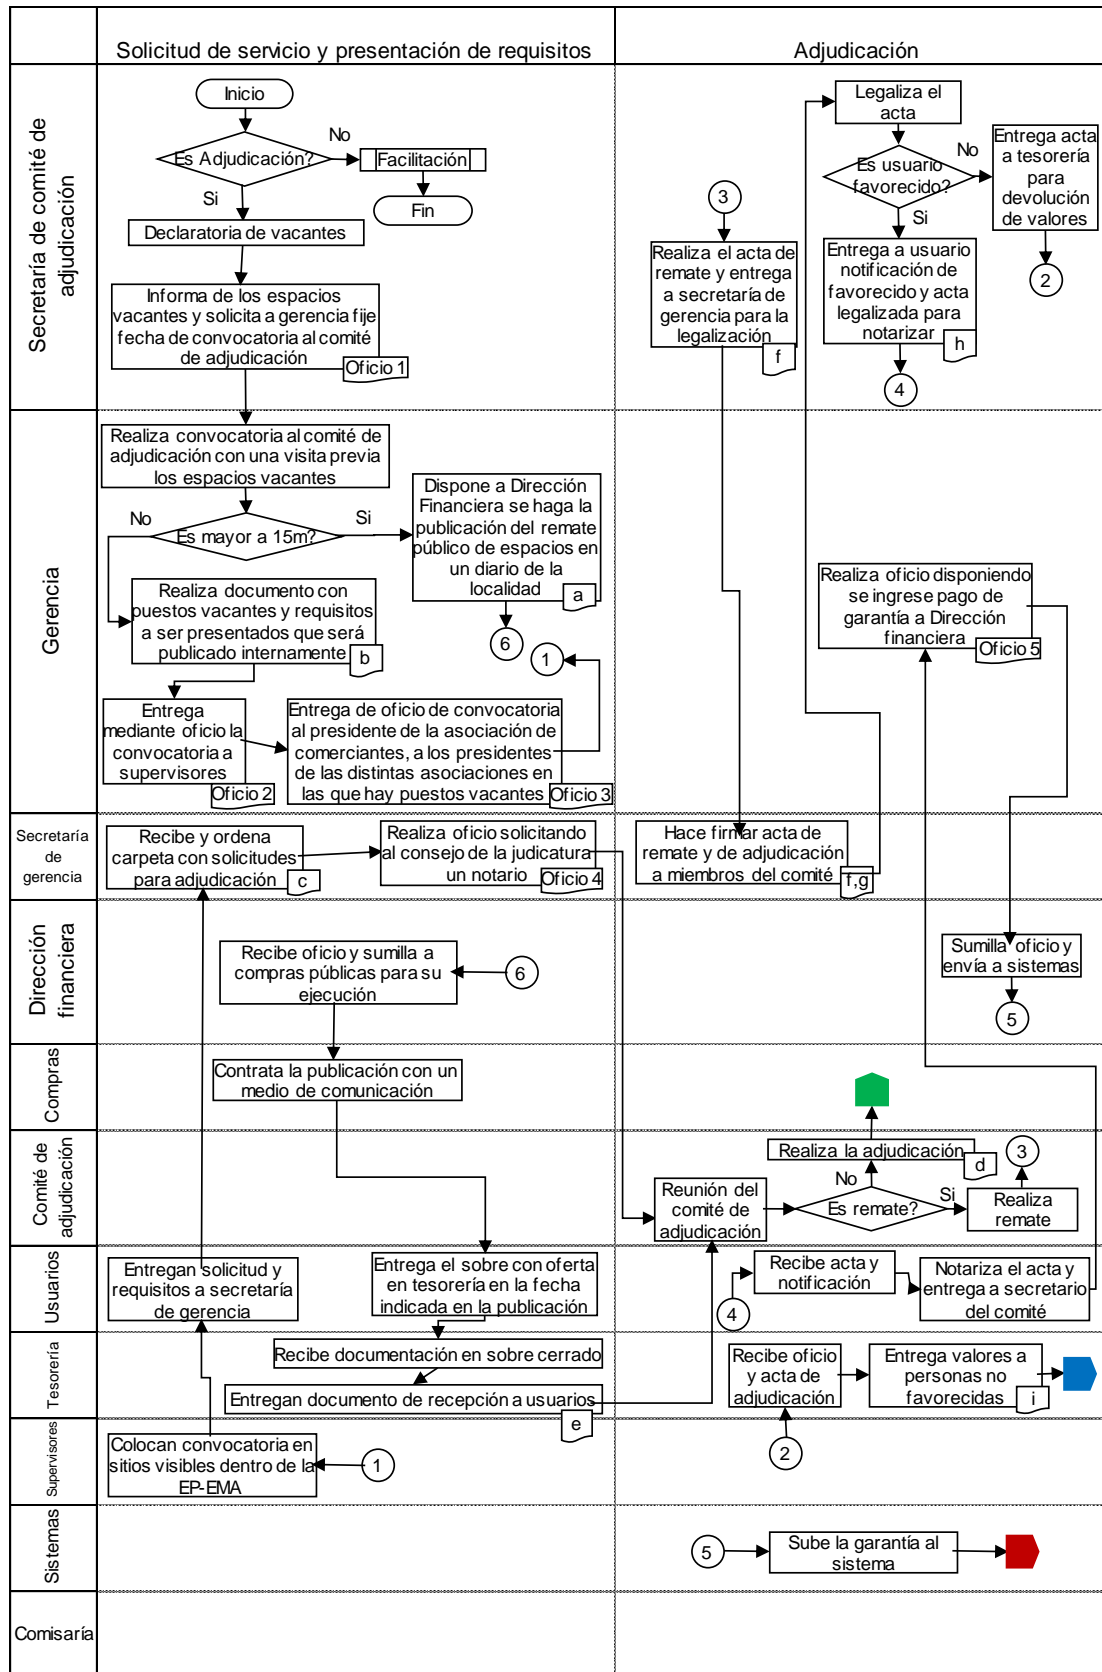 Solicitud de servicio y presentación de requisitos
Adjudicación
Secretaría de comité de
adjudicación
Inicio
Es Adjudicación?
No
Facilitación
Fin
Si
Declaratoria de vacantes
Informa de los espacios
vacantes y solicita a gerencia fije
fecha de convocatoria al comité
de adjudicación
Oficio 1
3
Realiza el acta de
remate y entrega
a secretaría de
gerencia para la
legalización
f
Legaliza el
acta
Es usuario
favorecido?
No
Entrega acta
a tesorería
para
devolución
de valores
2
Si
Entrega a usuario
notificación de
favorecido y acta
legalizada para
notarizar
h
4
Gerencia
Realiza convocatoria al comité de
adjudicación con una visita previa
los espacios vacantes
No
Es mayor a 15m?
Si
Dispone a Dirección
Financiera se haga la
publicación del remate
público de espacios en
un diario de la
localidad
a
6
Realiza documento con
puestos vacantes y requisitos
a ser presentados que será
publicado internamente
b
1
Entrega
mediante oficio la
convocatoria a
supervisores
Oficio 2
Entrega de oficio de convocatoria
al presidente de la asociación de
comerciantes, a los presidentes
de las distintas asociaciones en
las que hay puestos vacantes
Oficio 3
Realiza oficio disponiendo
se ingrese pago de
garantía a Dirección
financiera
Oficio 5
Secretaría
de
gerencia
Recibe y ordena
carpeta con solicitudes
para adjudicación
c
Realiza oficio solicitando
al consejo de la judicatura
un notario
Oficio 4
Hace firmar acta de
remate y de adjudicación
a miembros del comité
f,g
Dirección
financiera
Recibe oficio y sumilla a
compras públicas para su
ejecución
6
Sumilla oficio y
envía a sistemas
5
Compras
Contrata la publicación con un
medio de comunicación
Comité de
adjudicación
Reunión del
comité de
adjudicación
Realiza la adjudicación
d
No
Es remate?
Si
3
Realiza
remate
Usuarios
Entregan solicitud y
requisitos a secretaría
de gerencia
Entrega el sobre con oferta
en tesorería en la fecha
indicada en la publicación
4
Recibe acta y
notificación
Notariza el acta y
entrega a secretario
del comité
Tesorería
Recibe documentación en sobre cerrado
Entregan documento de recepción a usuarios
e
Recibe oficio
y acta de
adjudicación
Entrega valores a
personas no
favorecidas
i
Supervisores
Colocan convocatoria en
sitios visibles dentro de la
EP-EMA
1
2
Sistemas
5
Sube la garantía al
sistema
Comisaría